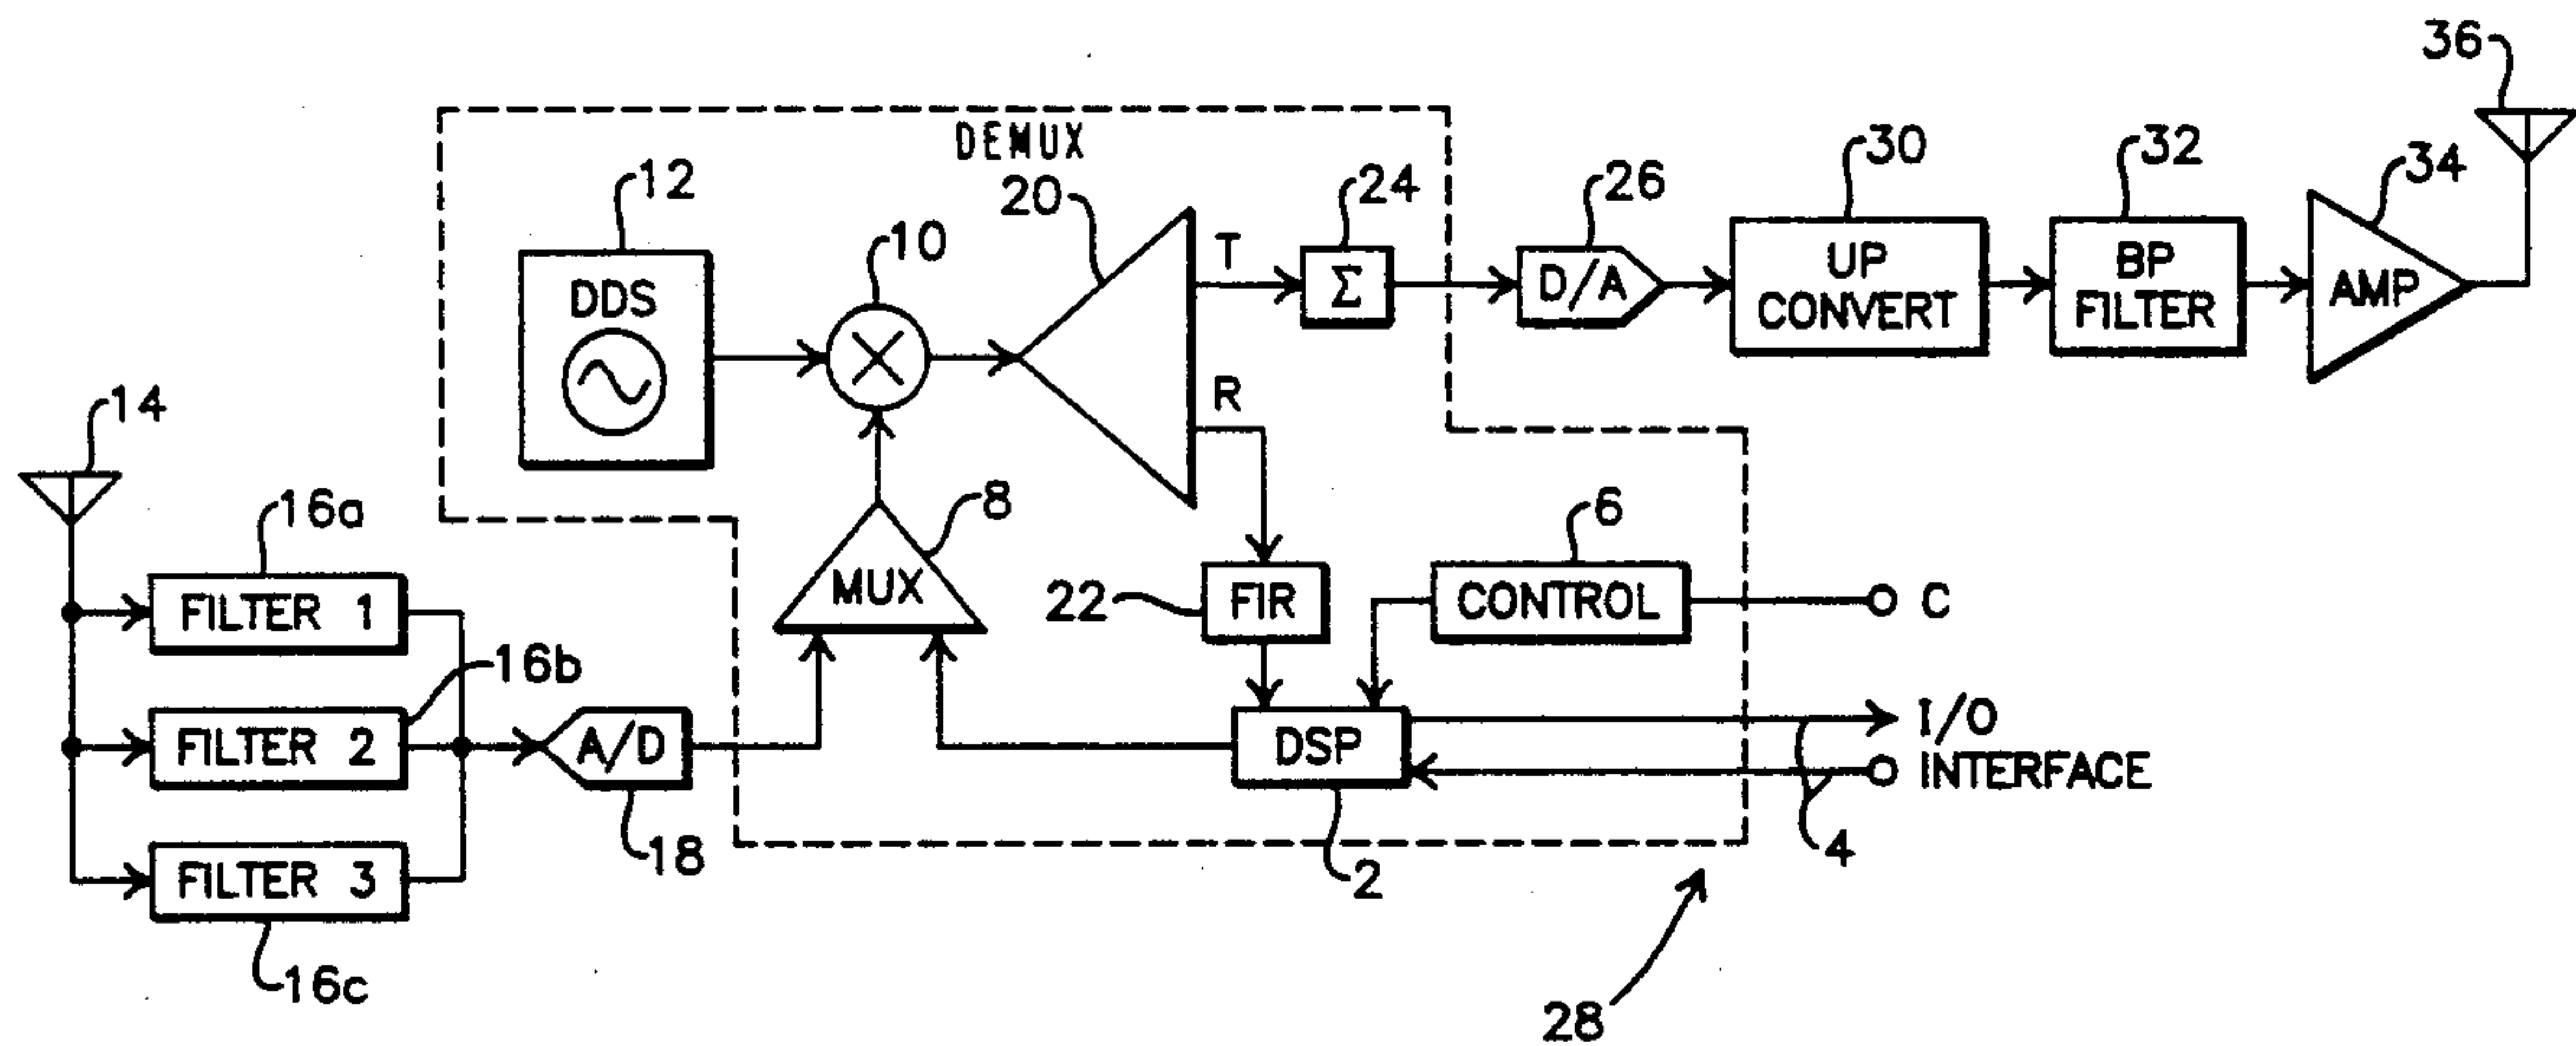 36
DEMUX
12
20
10
T
24
26
30
32
34
DDS
Σ
D/A
UP
CONVERT
BP
FILTER
AMP
R
14
16a
8
6
MUX
22
FIR
CONTROL
C
FILTER 1
16b
FILTER 2
A/D
DSP
I/O
INTERFACE
18
2
4
FILTER 3
16c
28